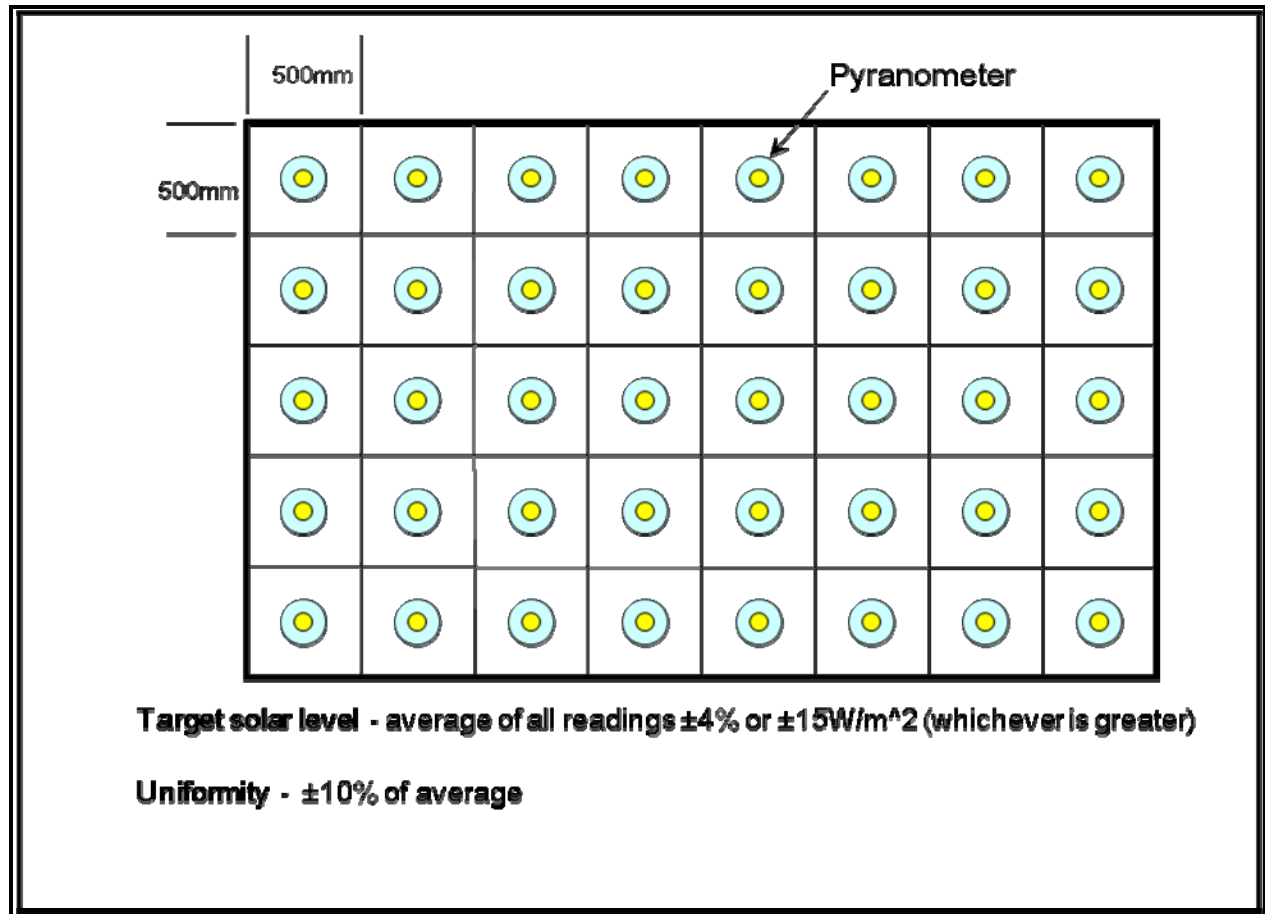 500mm
Pyranometer
500mm
Target solar level - average of all readings ±4% or ±15W/m^2 (whichever is greater)
Uniformity - ±10% of average